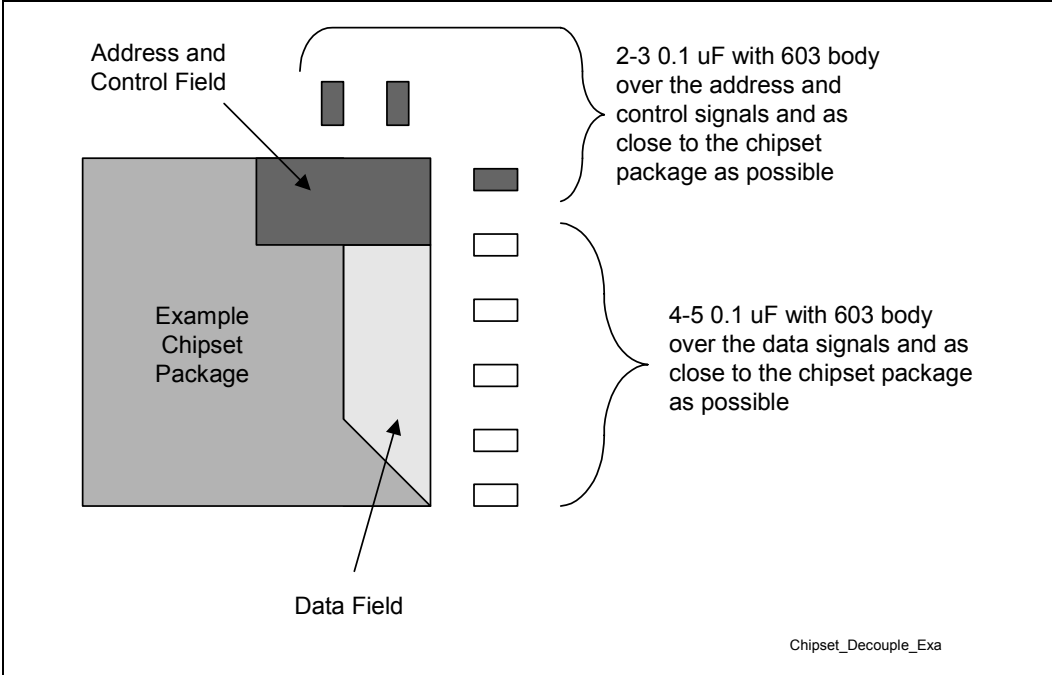 Address and
Control Field
2-3 0.1 uF with 603 body
over the address and
control signals and as
close to the chipset
package as possible
Example
Chipset
Package
4-5 0.1 uF with 603 body
over the data signals and as
close to the chipset package
as possible
Data Field
Chipset_Decouple_Exa